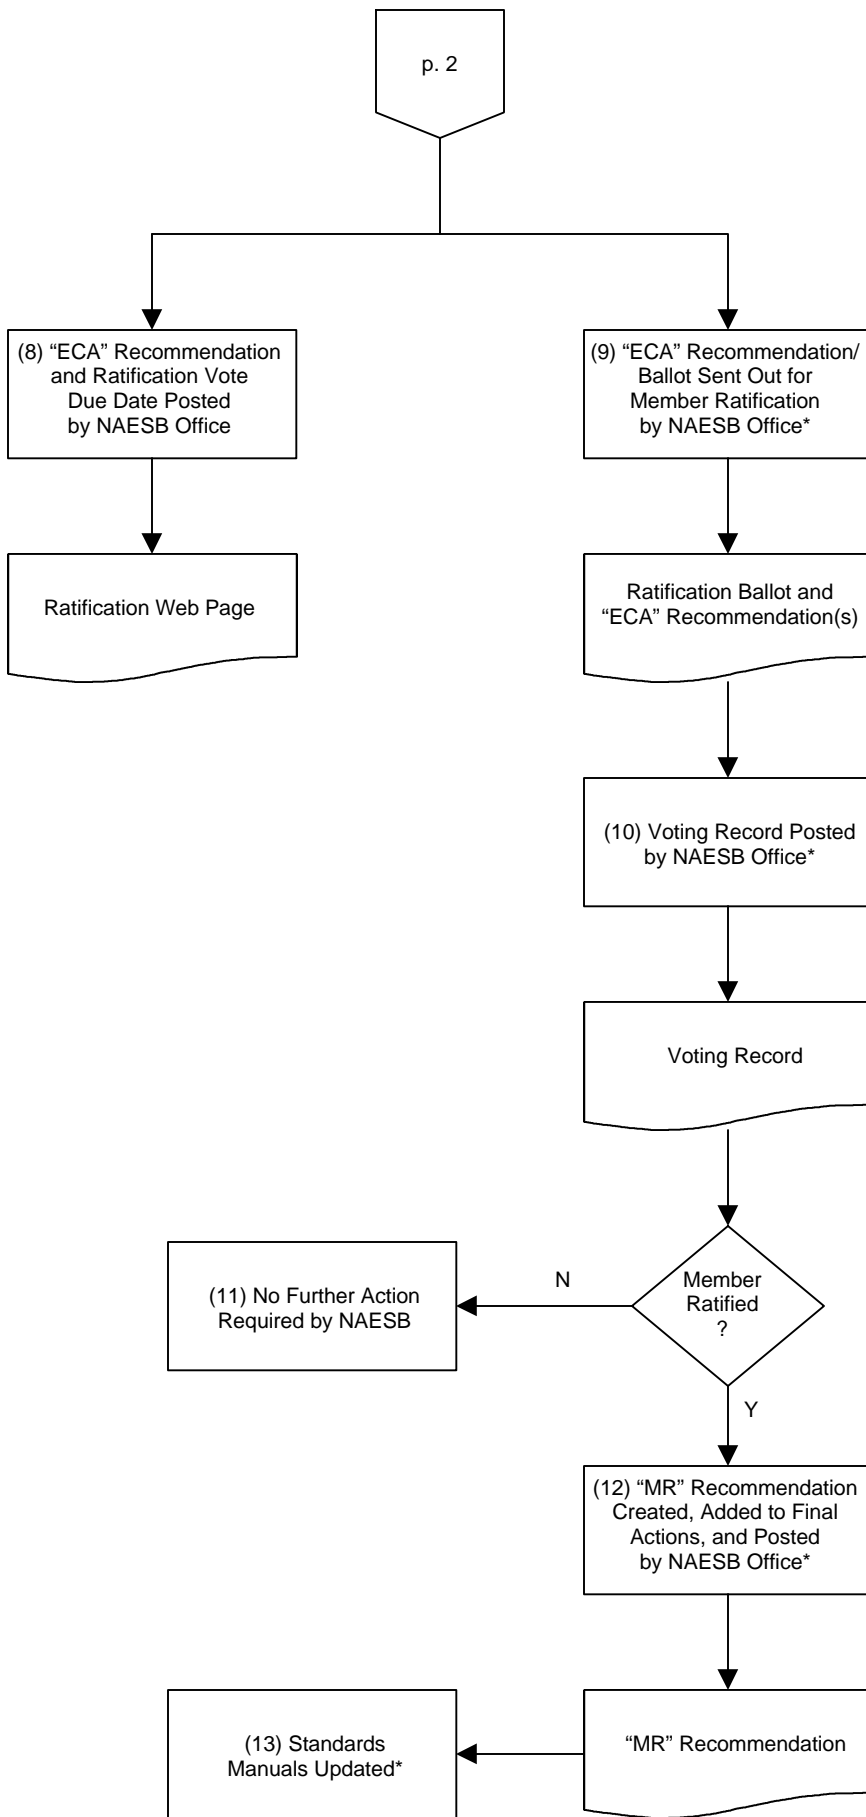 p. 2
(8) “ECA” Recommendation
and Ratification Vote
Due Date Posted
by NAESB Office
(9) “ECA” Recommendation/
Ballot Sent Out for
Member Ratification
by NAESB Office*
Ratification Web Page
Ratification Ballot and
“ECA” Recommendation(s)
(10) Voting Record Posted
by NAESB Office*
Voting Record
Member
Ratified
?
N
(11) No Further Action
Required by NAESB
Y
(12) “MR” Recommendation
Created, Added to Final
Actions, and Posted
by NAESB Office*
“MR” Recommendation
(13) Standards
Manuals Updated*